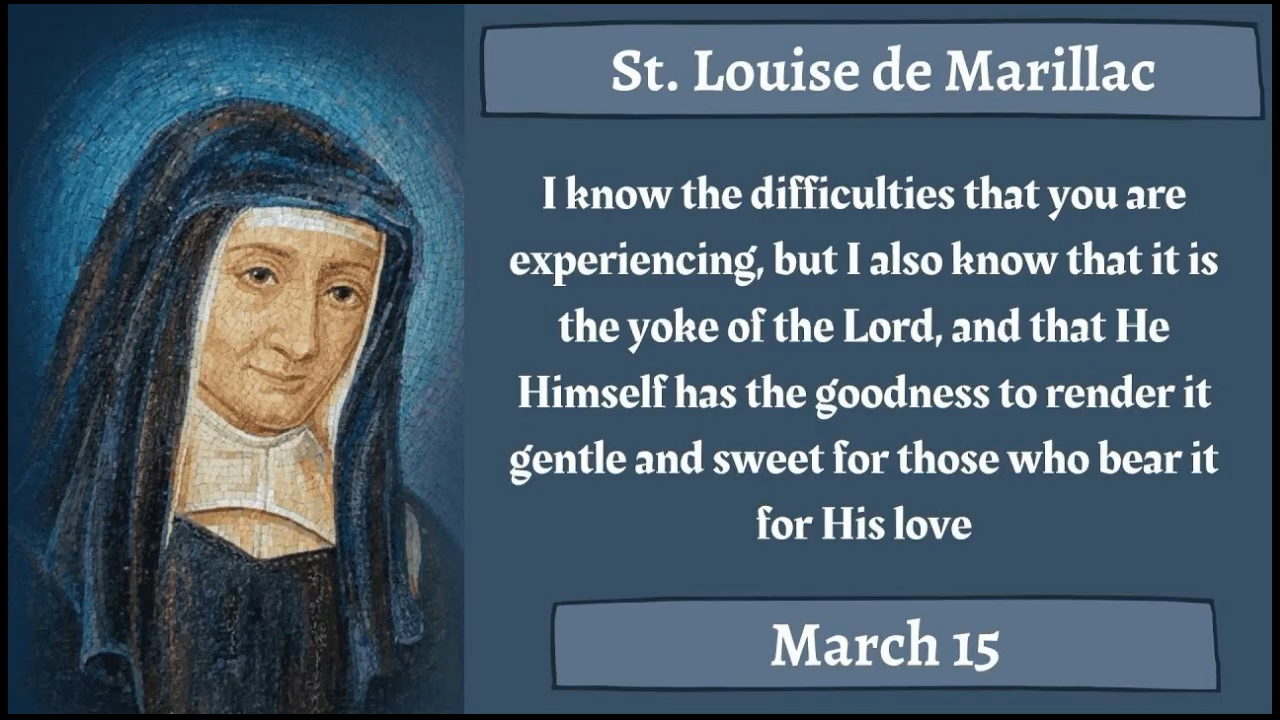 St. Louise de Marillac
I know the difficulties that you are
experiencing, but I also know that it is
the yoke of the Lord, and that He
Himself has the goodness to render it
gentle and sweet for those who bear it
for His love
March 15